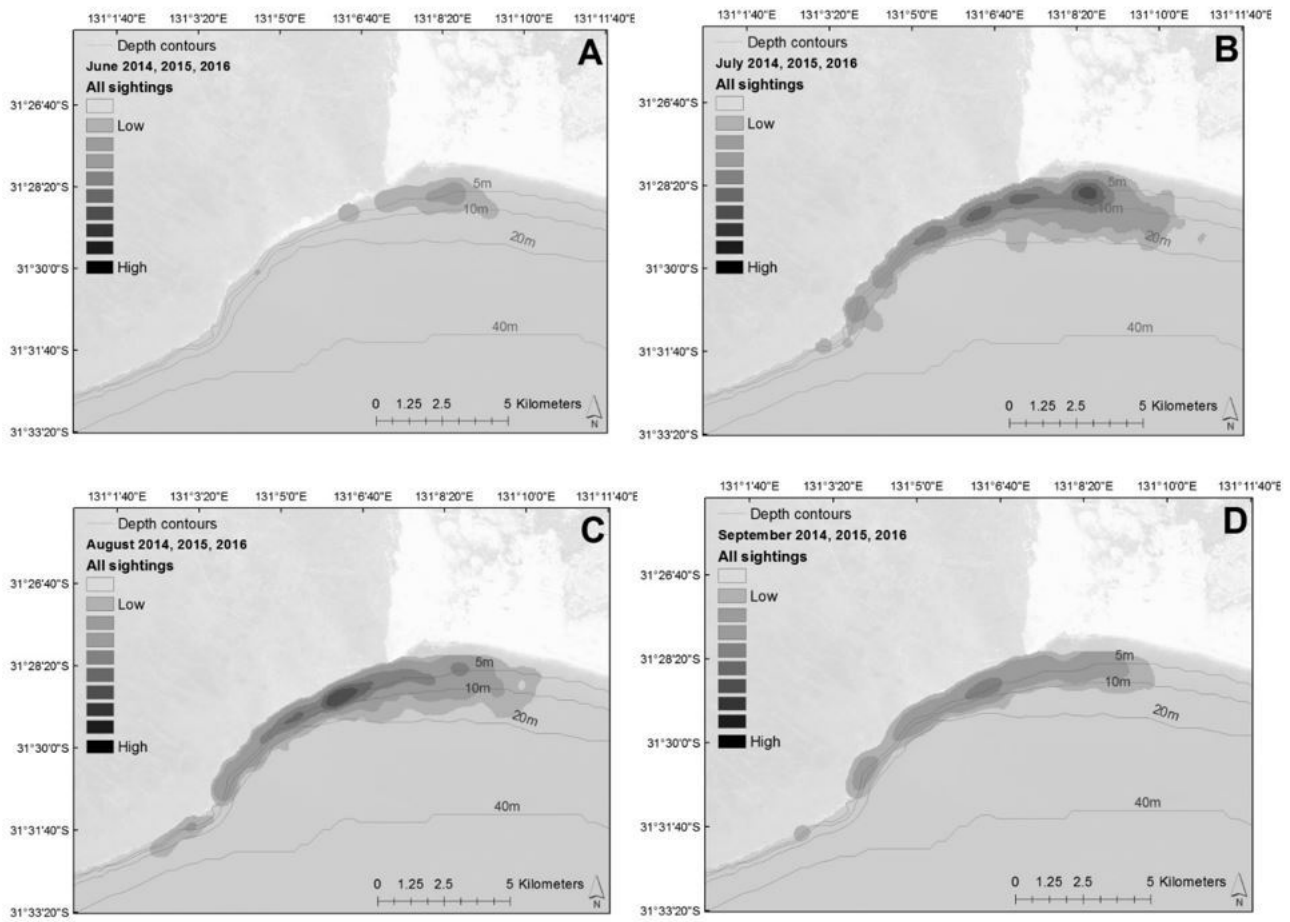 131°1'40"E 131°3'20"E 131°5'0"E 131°6'40"E 131°8'20"E 131°10'0"E 131°11'40"E
Depth contours
A
June 2014, 2015, 2016
All sightings
Low
High
31°26'40"S
31°28'20"S
31°30'0"S
31°31'40"S
31°33'20"S
5m
10m
20m
40m
0 1.25 2.5 5 Kilometers
N
131°1'40"E 131°3'20"E 131°5'0"E 131°6'40"E 131°8'20"E 131°10'0"E 131°11'40"E
Depth contours
B
July 2014, 2015, 2016
All sightings
Low
High
31°26'40"S
31°28'20"S
31°30'0"S
31°31'40"S
31°33'20"S
5m
10m
20m
40m
0 1.25 2.5 5 Kilometers
N
131°1'40"E 131°3'20"E 131°5'0"E 131°6'40"E 131°8'20"E 131°10'0"E 131°11'40"E
Depth contours
C
August 2014, 2015, 2016
All sightings
Low
High
31°26'40"S
31°28'20"S
31°30'0"S
31°31'40"S
31°33'20"S
5m
10m
20m
40m
0 1.25 2.5 5 Kilometers
N
131°1'40"E 131°3'20"E 131°5'0"E 131°6'40"E 131°8'20"E 131°10'0"E 131°11'40"E
Depth contours
D
September 2014, 2015, 2016
All sightings
Low
High
31°26'40"S
31°28'20"S
31°30'0"S
31°31'40"S
31°33'20"S
5m
10m
20m
40m
0 1.25 2.5 5 Kilometers
N